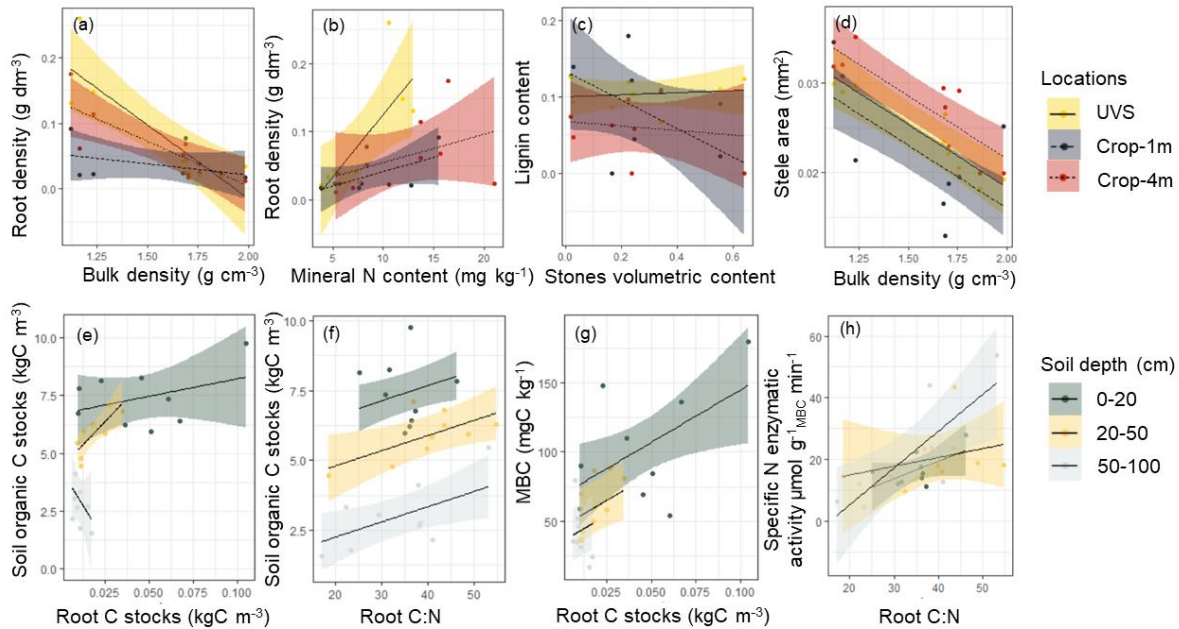 (a)
Root density (g dm-³)
0.2
0.1
0.0
1.25
1.50
1.75
2.00
Bulk density (g cm-³)
(b)
Root density (g dm-³)
0.3
0.2
0.1
0.0
5
10
15
20
Mineral N content (mg kg-¹)
(c)
Lignin content
0.2
0.1
0.0
0.0
0.2
0.4
0.6
Stones volumetric content
(d)
Stele area (mm²)
0.03
0.02
1.25
1.50
1.75
2.00
Bulk density (g cm-³)
Locations
UVS
Crop-1m
Crop-4m
(e)
Soil organic C stocks (kgC m-³)
10.0
7.5
5.0
2.5
0.0
0.025
0.050
0.075
0.100
Root C stocks (kgC m-³)
(f)
Soil organic C stocks (kgC m-³)
10.0
7.5
5.0
2.5
20
30
40
50
Root C:N
(g)
MBC (mgC kg-¹)
150
100
50
0.025
0.050
0.075
0.100
Root C stocks (kgC m-³)
(h)
Specific N enzymatic
activity µmol g-¹MBC min-¹
60
40
20
0
20
30
40
50
Root C:N
Soil depth (cm)
0-20
20-50
50-100